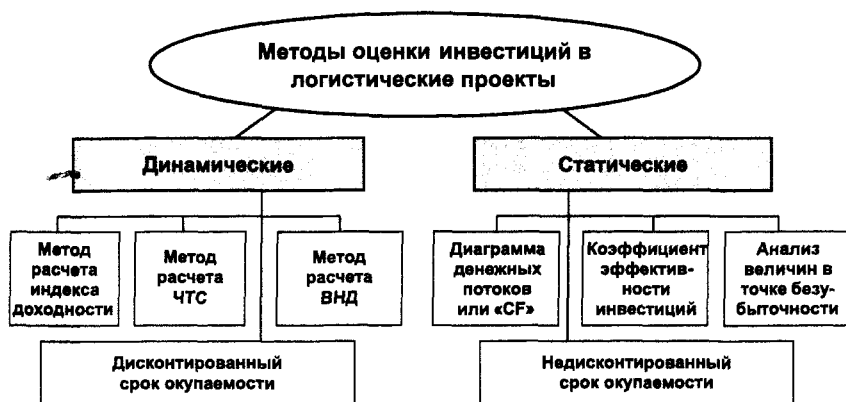 Методы оценки инвестиций в
логистические проекты
Динамические
Статические
Метод
расчета
индекса
доходности
Метод
расчета
ЧТС
Метод
расчета
ВНД
Диаграмма
денежных
потоков
или «CF»
Коэффициент
эффектив-
ности
инвестиций
Анализ
величин в
точке безу-
быточности
Дисконтированный
срок окупаемости
Недисконтированный
срок окупаемости